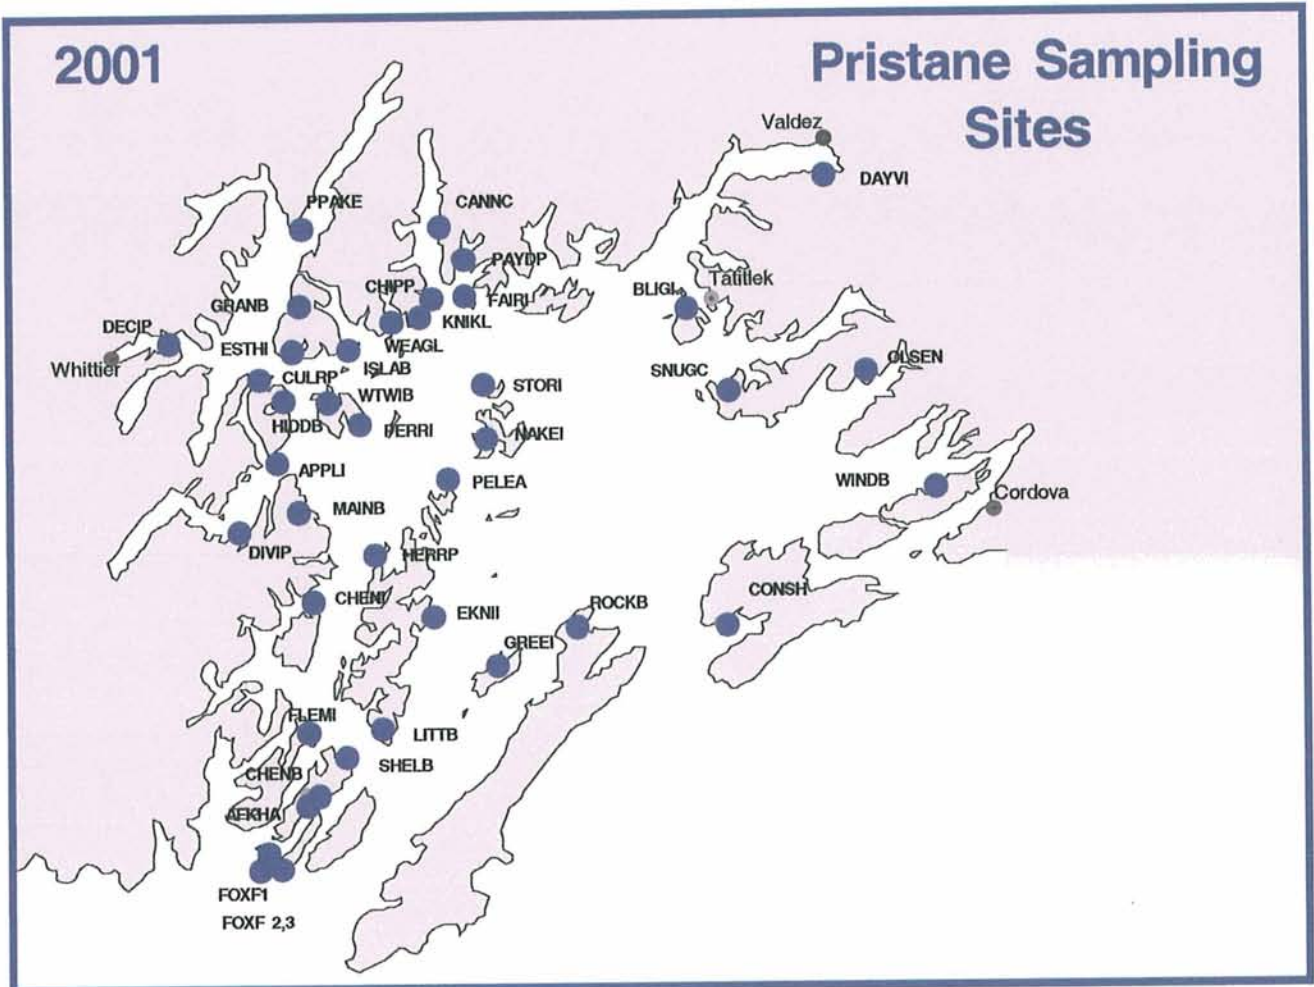 2001
Pristane Sampling
Sites
Valdez
DAYVI
PPAKE
CANNC
PAYDP
Tatitlek
BLIGI
CHIPP
GRANB
FAIRI
KNIKL
DECIP
WEAGL
ESTHI
Whittier
ISLAB
OLSEN
SNUGC
CULRP
STORI
WTWIB
HIDDB
PERRI
NAKEI
APPLI
PELEA
WINDB
Cordova
MAINB
DIVIP
HERRP
CHENI
CONSH
ROCKB
EKNII
GREEI
FLEMI
LITTB
SHELB
CHENB
AEKHA
FOXF1
FOXF 2,3